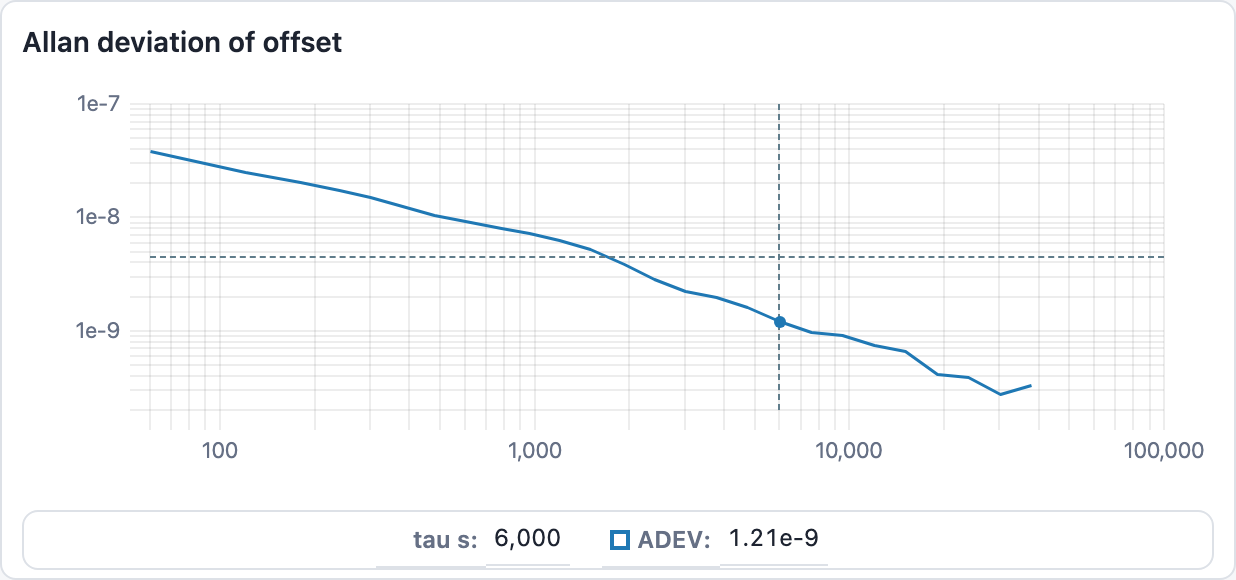 Allan deviation of offset
1e-7
1e-8
1e-9
100 1,000 10,000 100,000
tau s: 6,000 ADEV: 1.21e-9